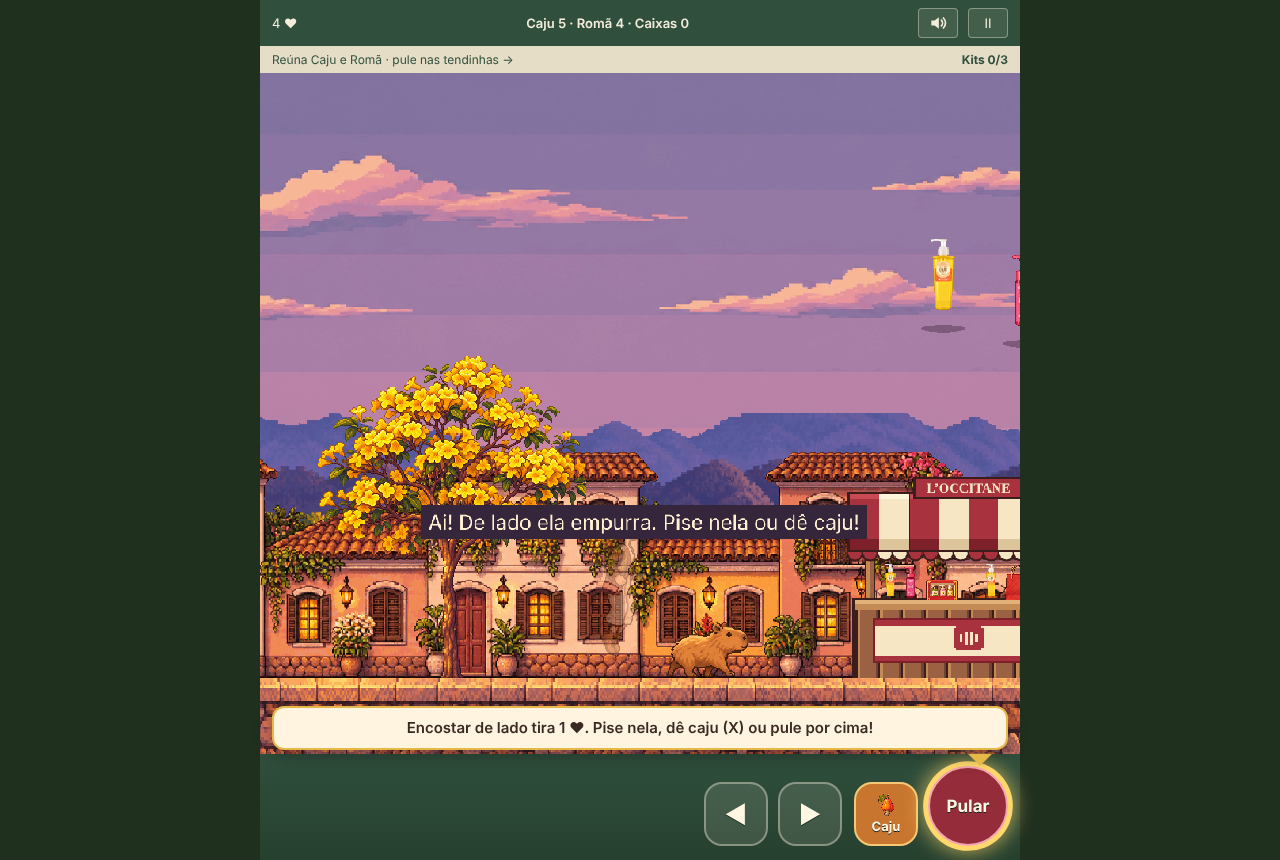 4 ♥
Caju 5 · Romã 4 · Caixas 0
Reúna Caju e Romã · pule nas tendinhas →
Kits 0/3
L'OCCITANE
Ai! De lado ela empurra. Pise nela ou dê caju!
Encostar de lado tira 1 ♥. Pise nela, dê caju (X) ou pule por cima!
Caju
Pular